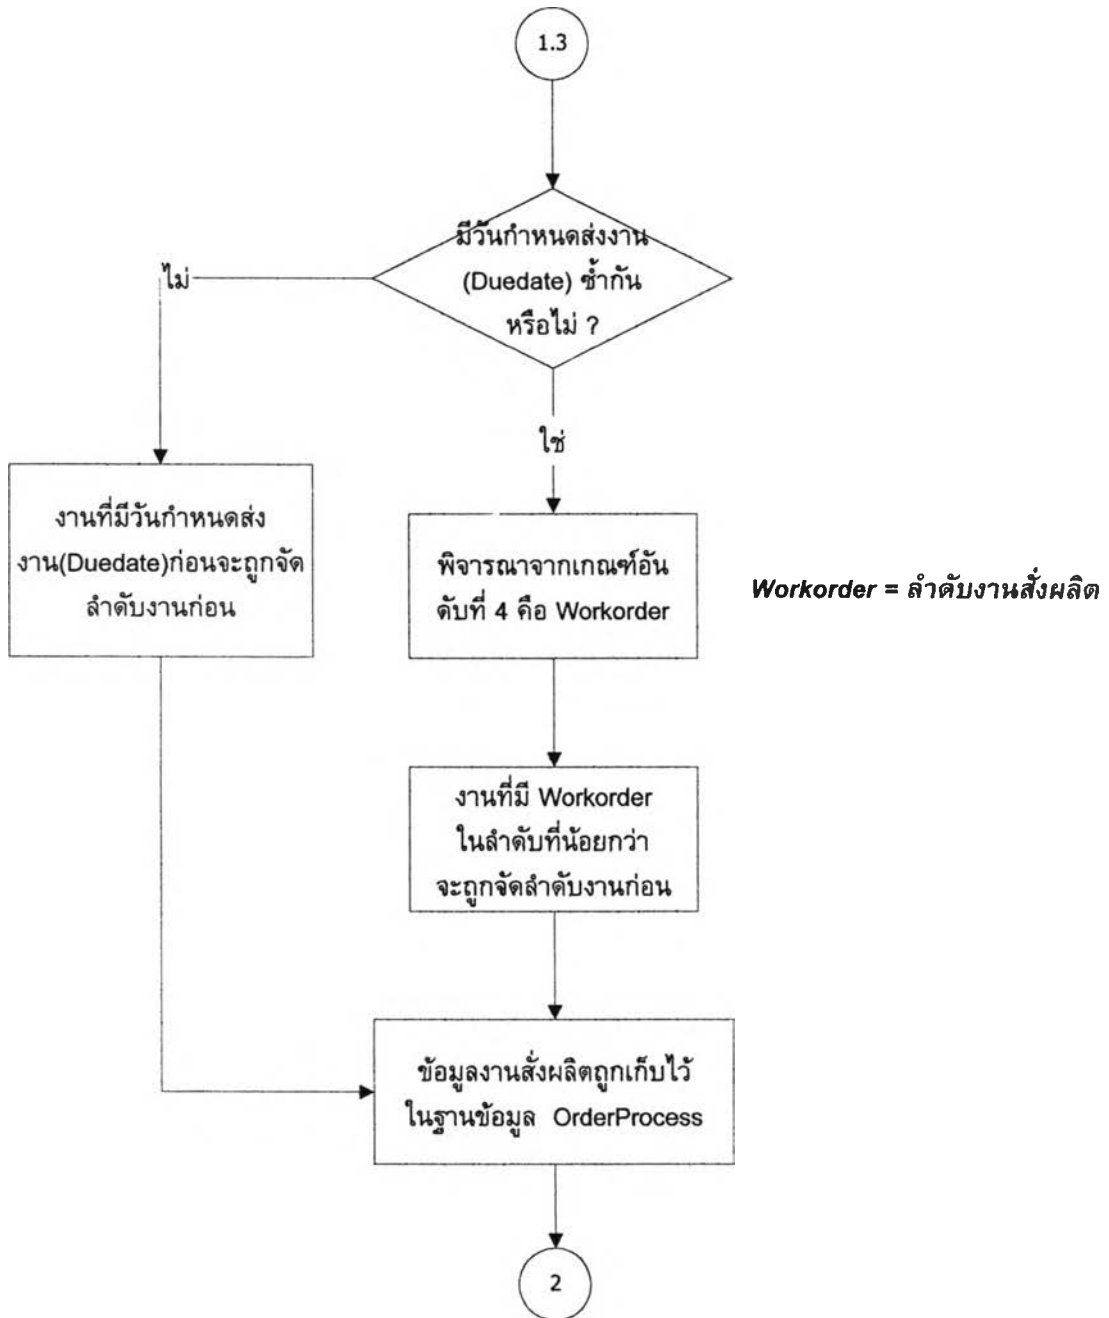 1.3
มีวันกำหนดส่งงาน
(Duedate) ซ้ำกัน
หรือไม่ ?
ไม่
ใช่
งานที่มีวันกำหนดส่ง
งาน(Duedate)ก่อนจะถูกจัด
ลำดับงานก่อน
พิจารณาจากเกณฑ์อัน
ดับที่ 4 คือ Workorder
Workorder = ลำดับงานสั่งผลิต
งานที่มี Workorder
ในลำดับที่น้อยกว่า
จะถูกจัดลำดับงานก่อน
ข้อมูลงานสั่งผลิตถูกเก็บไว้
ในฐานข้อมูล OrderProcess
2